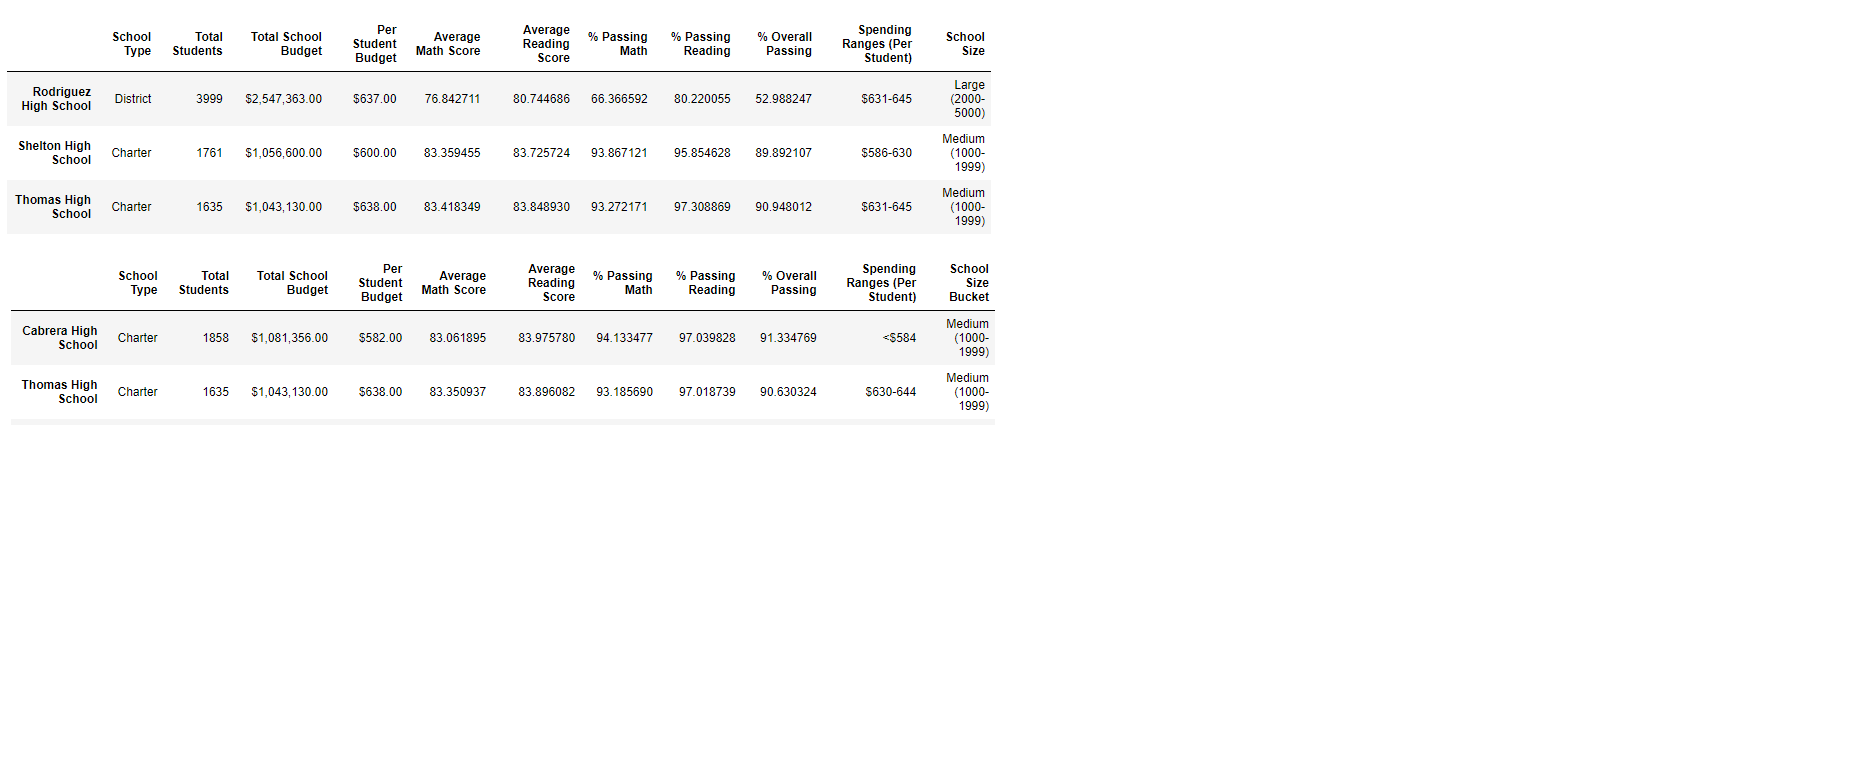 School Type Total Students Total School Budget Per Student Budget Average Math Score Average Reading Score % Passing Math % Passing Reading % Overall Passing Spending Ranges (Per Student) School Size
Rodriguez High School District 3999 $2,547,363.00 $637.00 76.842711 80.744686 66.366592 80.220055 52.988247 $631-645 Large (2000-5000)
Shelton High School Charter 1761 $1,056,600.00 $600.00 83.359455 83.725724 93.867121 95.854628 89.892107 $586-630 Medium (1000-1999)
Thomas High School Charter 1635 $1,043,130.00 $638.00 83.418349 83.848930 93.272171 97.308869 90.948012 $631-645 Medium (1000-1999)
School Type Total Students Total School Budget Per Student Budget Average Math Score Average Reading Score % Passing Math % Passing Reading % Overall Passing Spending Ranges (Per Student) School Size Bucket
Cabrera High School Charter 1858 $1,081,356.00 $582.00 83.061895 83.975780 94.133477 97.039828 91.334769 <$584 Medium (1000-1999)
Thomas High School Charter 1635 $1,043,130.00 $638.00 83.350937 83.896082 93.185690 97.018739 90.630324 $630-644 Medium (1000-1999)